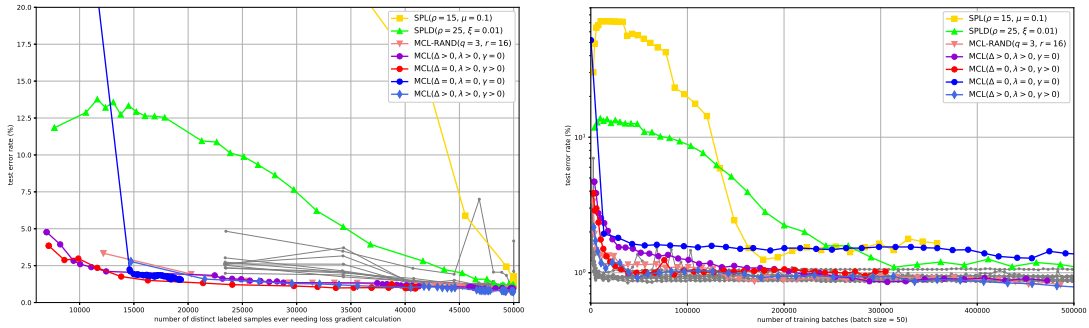 20.0
17.5
15.0
12.5
10.0
7.5
5.0
2.5
0.0
test error rate (%)
10000 15000 20000 25000 30000 35000 40000 45000 50000
number of distinct labeled samples ever needing loss gradient calculation
SPL(ρ = 15, μ = 0.1)
SPLD(ρ = 25, ξ = 0.01)
MCL-RAND(q = 3, r = 16)
MCL(Δ > 0, λ > 0, γ = 0)
MCL(Δ = 0, λ > 0, γ > 0)
MCL(Δ = 0, λ = 0, γ = 0)
MCL(Δ > 0, λ > 0, γ > 0)
10¹
10⁰
test error rate (%)
0 100000 200000 300000 400000 500000
number of training batches (batch size = 50)
SPL(ρ = 15, μ = 0.1)
SPLD(ρ = 25, ξ = 0.01)
MCL-RAND(q = 3, r = 16)
MCL(Δ > 0, λ > 0, γ = 0)
MCL(Δ = 0, λ > 0, γ > 0)
MCL(Δ = 0, λ = 0, γ = 0)
MCL(Δ > 0, λ > 0, γ > 0)